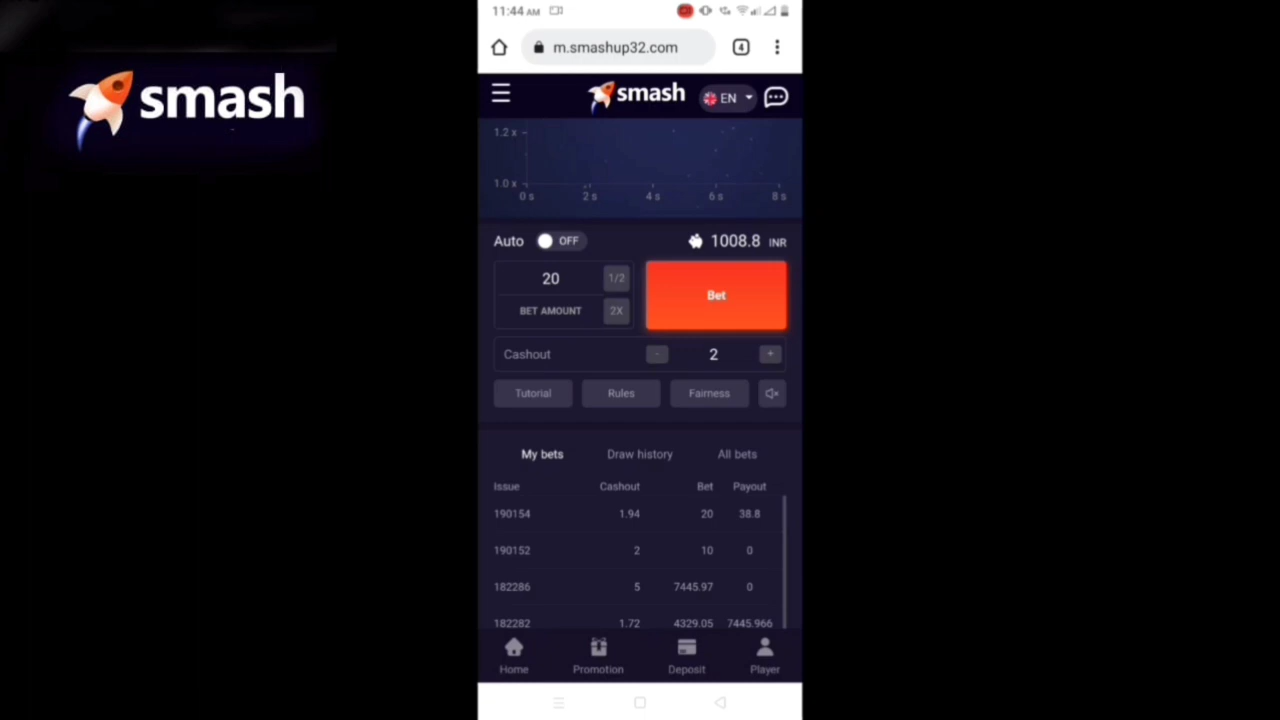 smash
11:44 AM
m.smashup32.com
4
smash
EN
1.2 x
1.0 x
0 s 2 s 4 s 6 s 8 s
Auto OFF 1008.8 INR
20 1/2
BET AMOUNT 2X
Bet
Cashout - 2 +
Tutorial Rules Fairness
My bets Draw history All bets
Issue Cashout Bet Payout
190154 1.94 20 38.8
190152 2 10 0
182286 5 7445.97 0
182282 1.72 4329.05 7445.966
Home Promotion Deposit Player